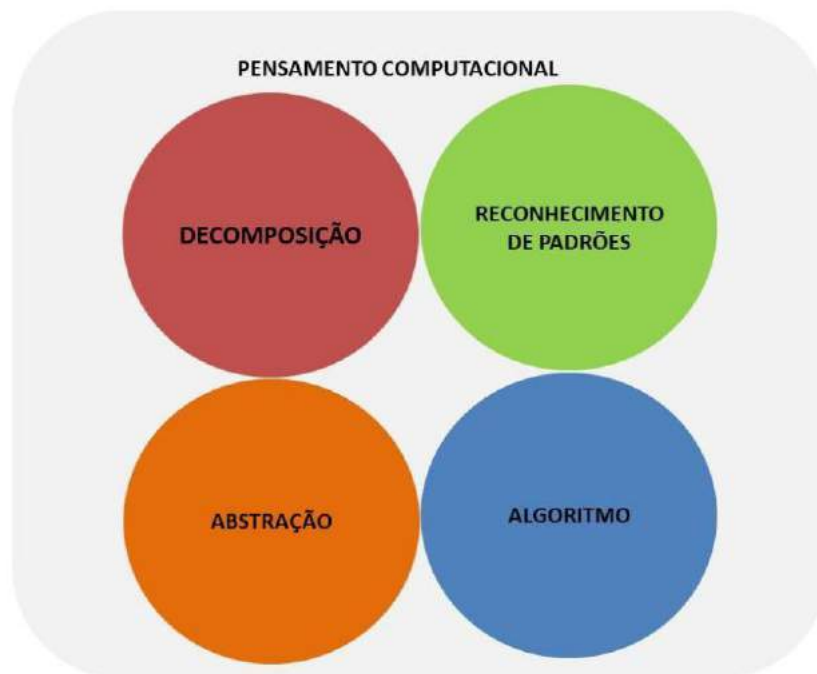 PENSAMENTO COMPUTACIONAL
DECOMPOSIÇÃO
RECONHECIMENTO
DE PADRÕES
ABSTRAÇÃO
ALGORITMO